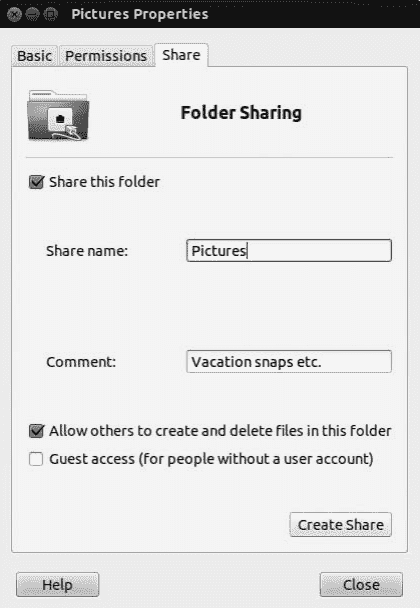 Pictures Properties
Basic Permissions Share
Folder Sharing
Share this folder
Share name: Pictures
Comment: Vacation snaps etc.
Allow others to create and delete files in this folder
Guest access (for people without a user account)
Create Share
Help Close